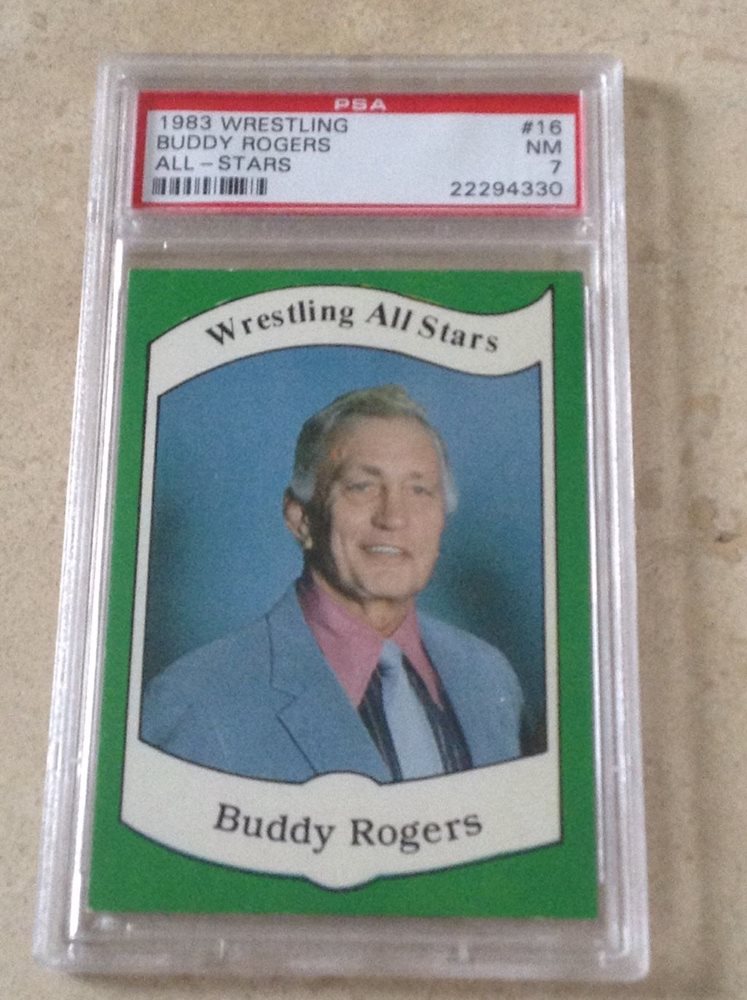 PSA
1983 WRESTLING #16
BUDDY ROGERS NM
ALL-STARS 7
22294330
Wrestling All Stars
Buddy Rogers